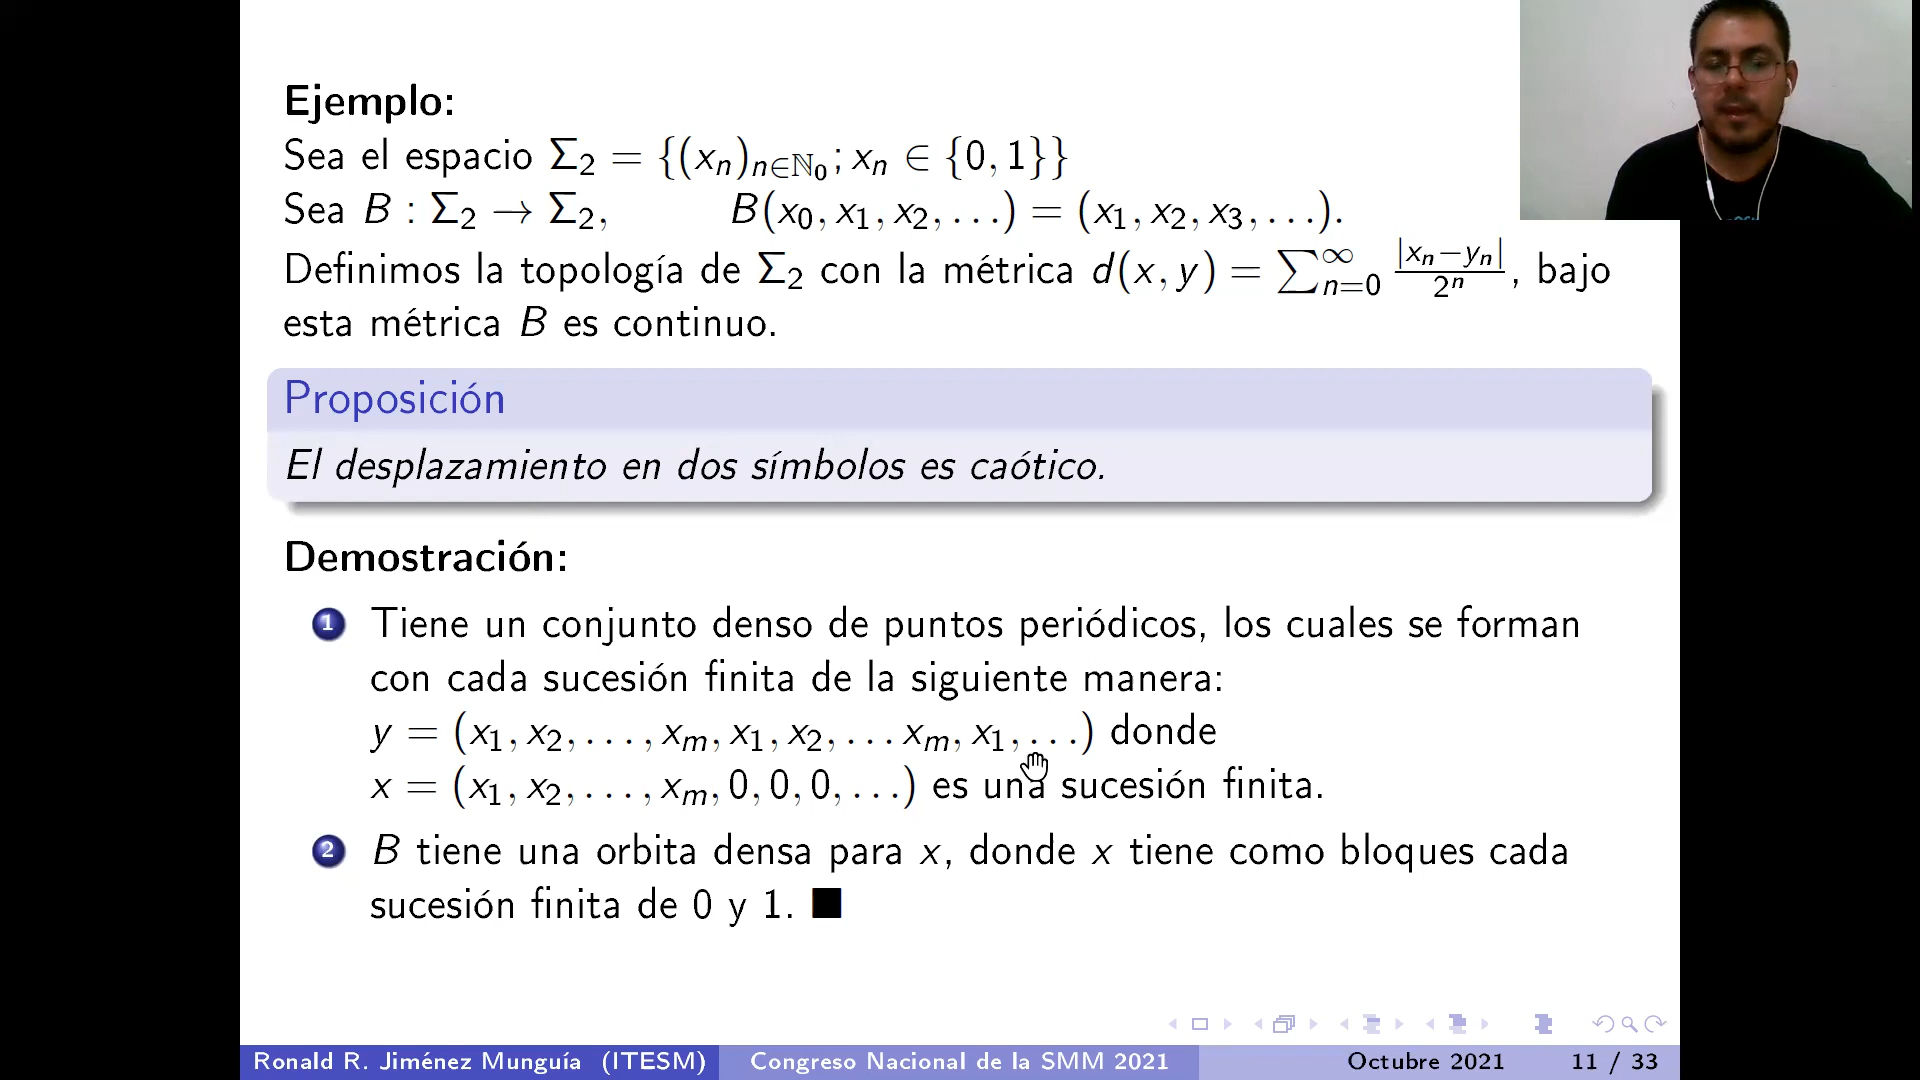 Ejemplo:
Sea el espacio Σ₂ = {(xₙ)ₙ∈ℕ₀; xₙ ∈ {0, 1}}
Sea B : Σ₂ → Σ₂, B(x₀, x₁, x₂, . . .) = (x₁, x₂, x₃, . . .).
Definimos la topología de Σ₂ con la métrica d(x, y) = ∑_{n=0}^{∞} |xₙ−yₙ|/2ⁿ, bajo
esta métrica B es continuo.
Proposición
El desplazamiento en dos símbolos es caótico.
Demostración:
1 Tiene un conjunto denso de puntos periódicos, los cuales se forman
con cada sucesión finita de la siguiente manera:
y = (x₁, x₂, . . . , xₘ, x₁, x₂, . . . xₘ, x₁, . . .) donde
x = (x₁, x₂, . . . , xₘ, 0, 0, 0, . . .) es una sucesión finita.
2 B tiene una orbita densa para x, donde x tiene como bloques cada
sucesión finita de 0 y 1. ■
Ronald R. Jiménez Munguía (ITESM) Congreso Nacional de la SMM 2021 Octubre 2021 11 / 33